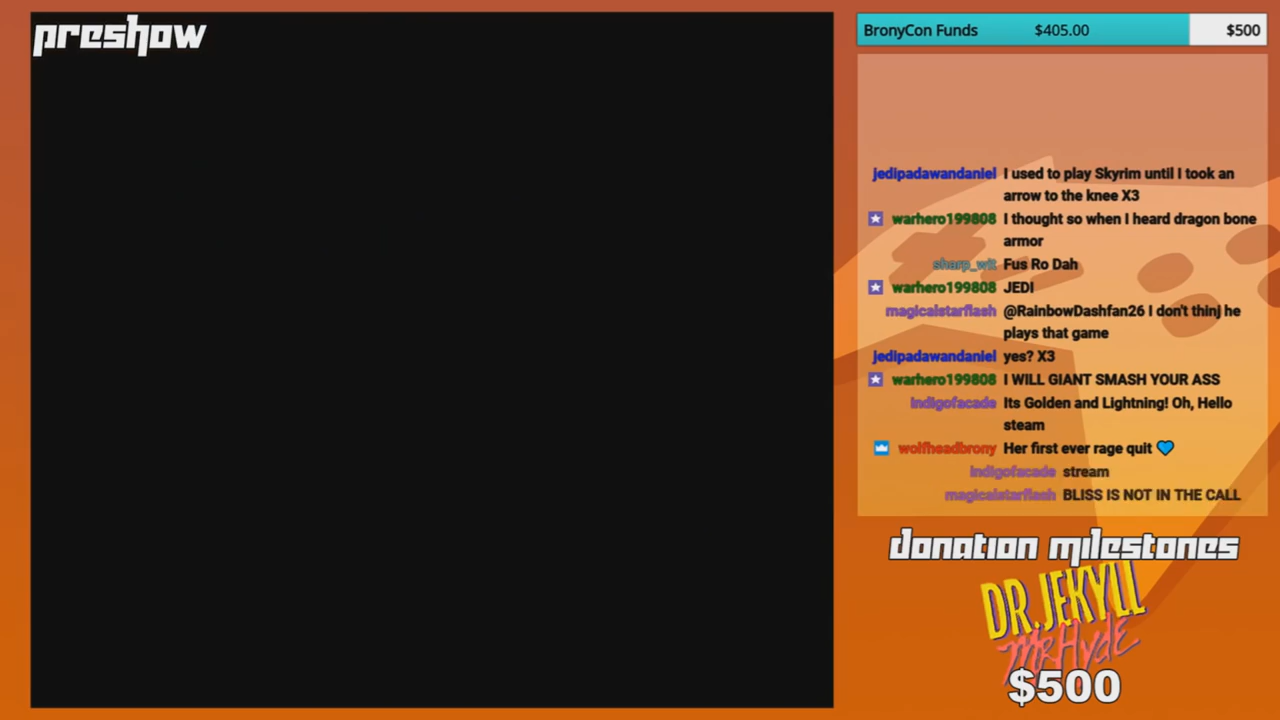 preshow
BronyCon Funds $405.00 $500
jedipadawandaniel I used to play Skyrim until I took an
arrow to the knee X3
warhero199808 I thought so when I heard dragon bone
armor
sharp_wit Fus Ro Dah
warhero199808 JEDI
magicalstarflash @RainbowDashfan26 I don't thinj he
plays that game
jedipadawandaniel yes? X3
warhero199808 I WILL GIANT SMASH YOUR ASS
indigofacade Its Golden and Lightning! Oh, Hello
steam
wolfheadbrony Her first ever rage quit 💙
indigofacade stream
magicalstarflash BLISS IS NOT IN THE CALL
donation milestones
DR. JEKYLL
Mr. Hyde
$500